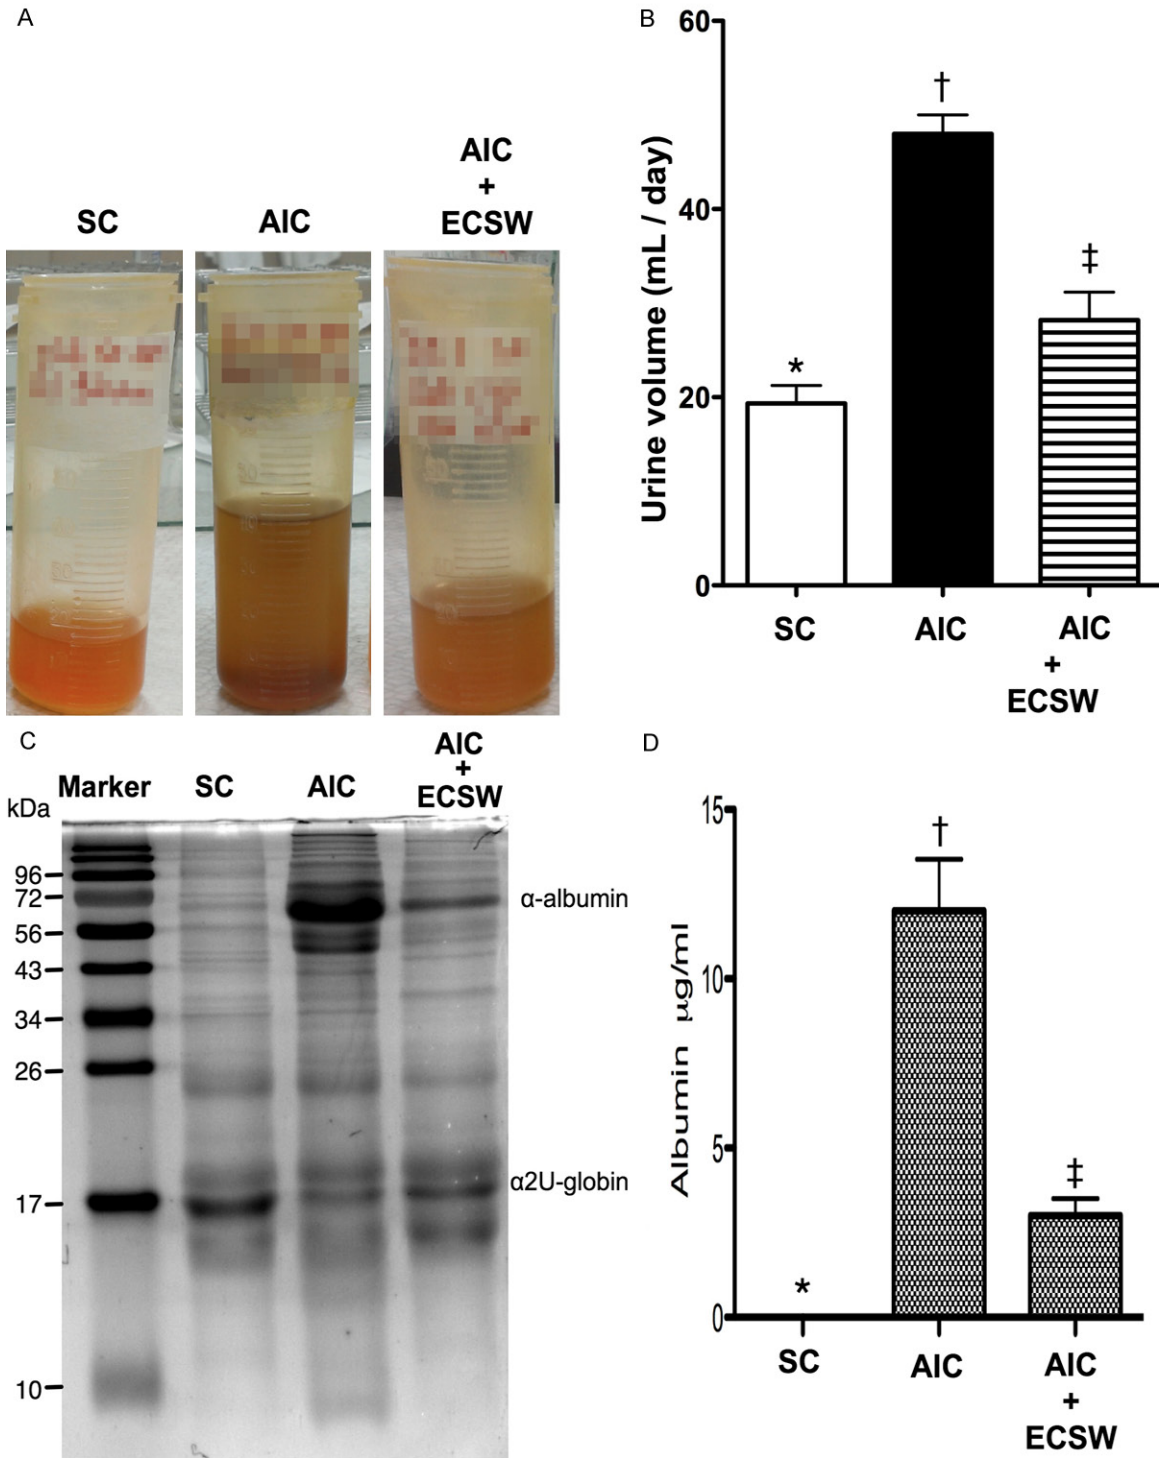 A
SC
AIC
AIC
+
ECSW
B
Urine volume (mL / day)
60
40
20
0
*
†
‡
SC
AIC
AIC
+
ECSW
C
kDa
Marker
SC
AIC
AIC
+
ECSW
96
72
56
43
34
26
17
10
α-albumin
α2U-globin
D
Albumin µg/ml
15
10
5
0
*
†
‡
SC
AIC
AIC
+
ECSW